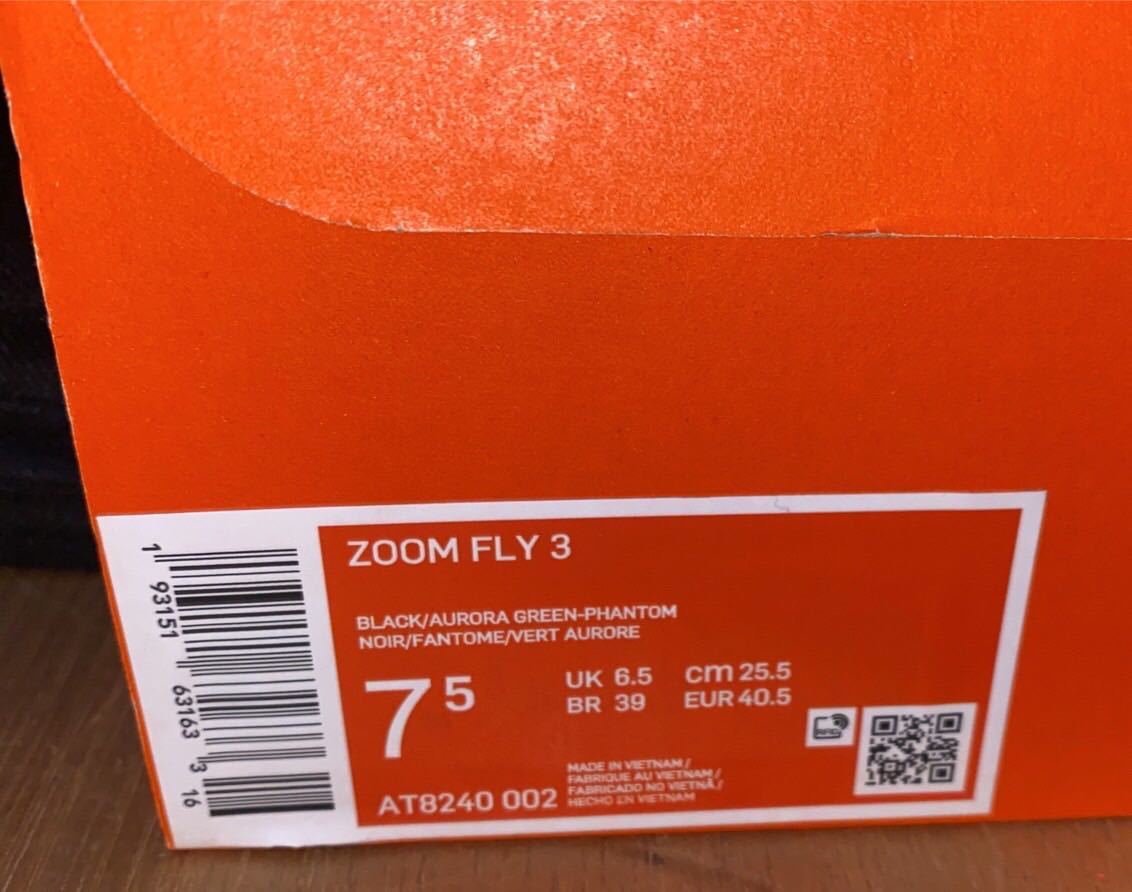 ZOOM FLY 3
BLACK/AURORA GREEN-PHANTOM
NOIR/FANTOME/VERT AURORE
7 5
UK 6.5 cm 25.5
BR 39 EUR 40.5
MADE IN VIETNAM /
FABRIQUE AU VIETNAM /
FABRICADO NO VIETNÃ /
HECHO EN VIETNAM
AT8240 002
1 93151 63163 3 16